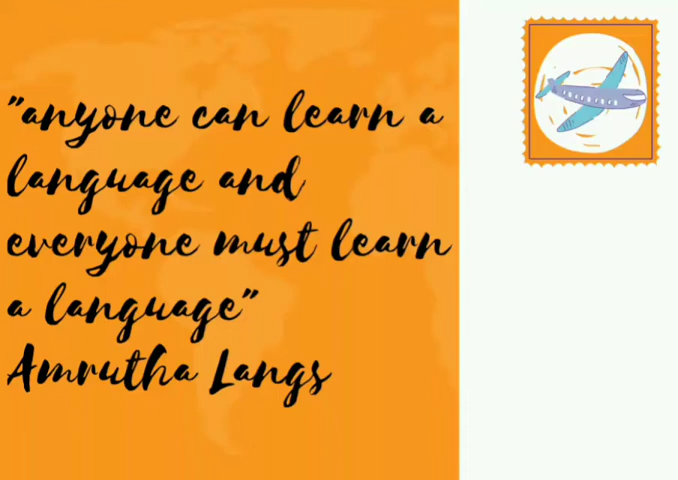 "anyone can learn a
language and
everyone must learn
a language"
Amrutha Langs